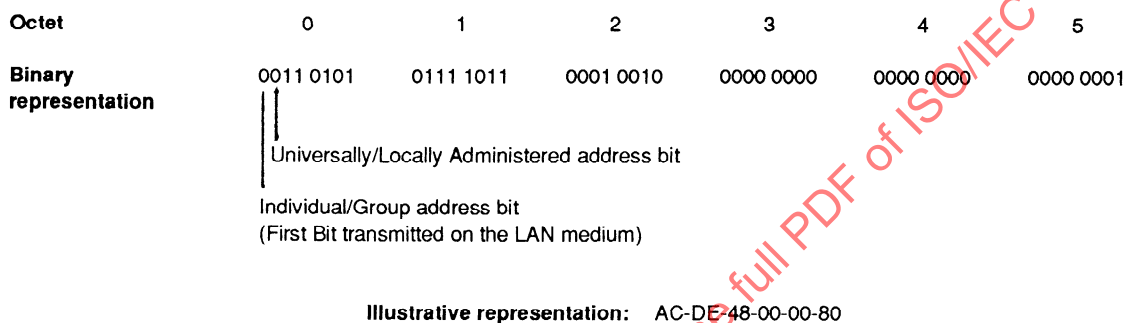 Octet 0 1 2 3 4 5
Binary representation 0011 0101 0111 1011 0001 0010 0000 0000 0000 0000 0000 0001
Universally/Locally Administered address bit
Individual/Group address bit
(First Bit transmitted on the LAN medium)
Illustrative representation: AC-DE-48-00-00-80
full PDF of ISO/IEC